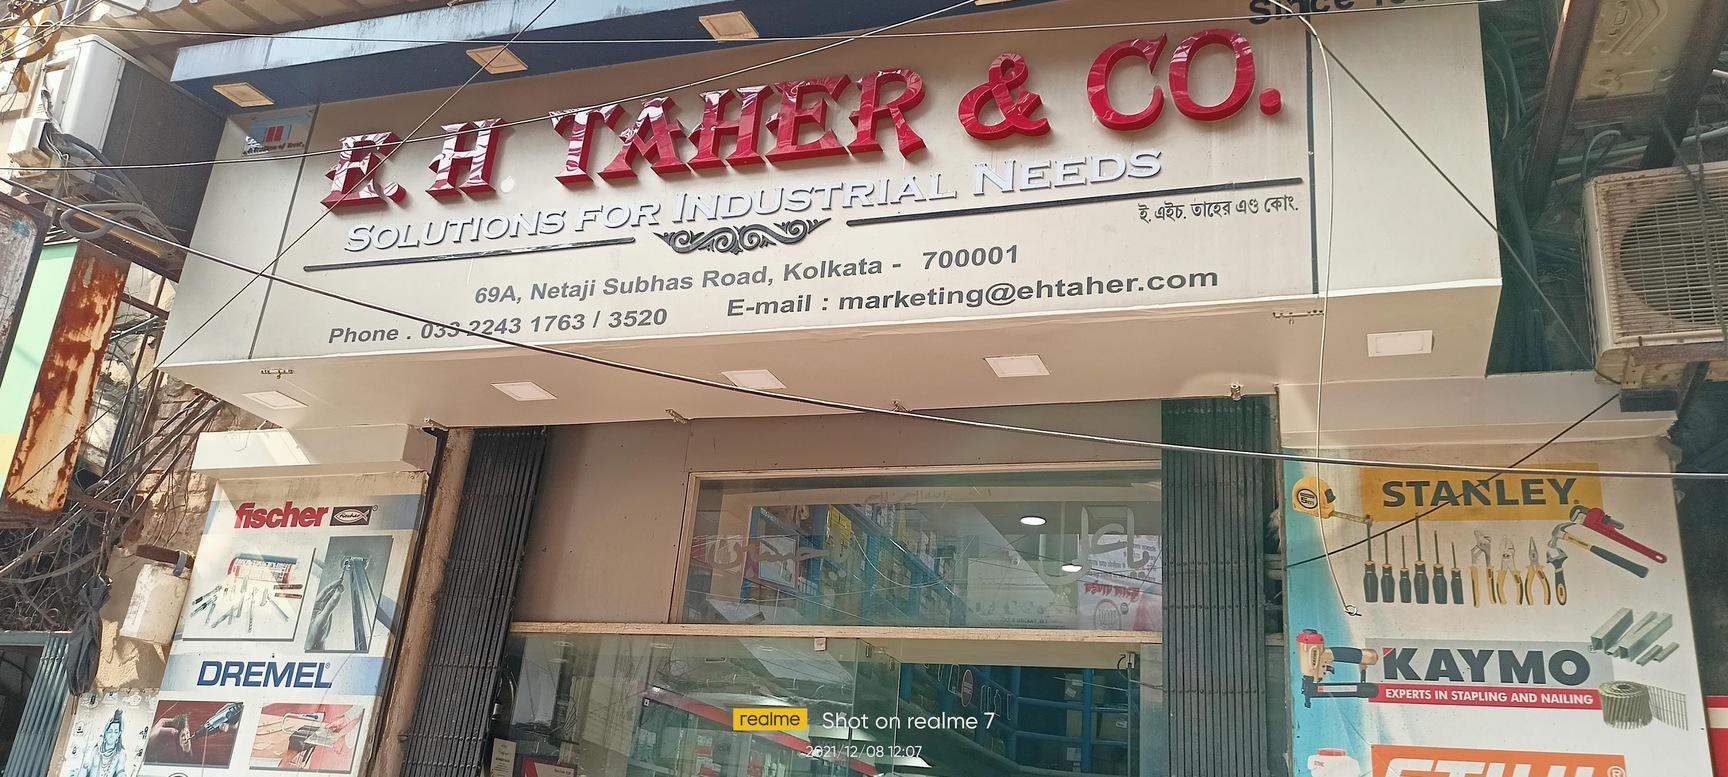 Since
E. H TAHER & CO.
SOLUTIONS FOR INDUSTRIAL NEEDS
ই. এইচ. তাহের এণ্ড কোং.
69A, Netaji Subhas Road, Kolkata - 700001
Phone . 033 2243 1763 / 3520
E-mail : marketing@ehtaher.com
fischer
DREMEL
STANLEY
KAYMO
EXPERTS IN STAPLING AND NAILING
STIHL
realme Shot on realme 7
2021/12/08 12:07